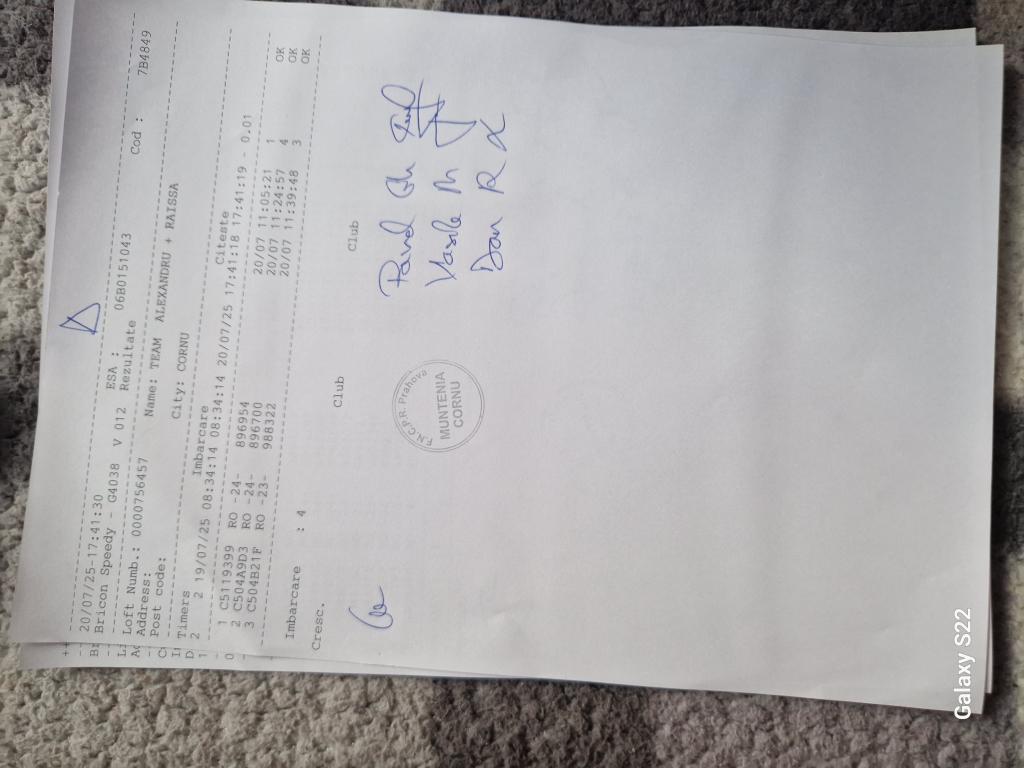 20/07/25-17:41:30
Bricon Speedy - G4038 V 012 ESA : 06B0151043 Cod : 7B4849
Rezultate
Loft Numb.: 0000756457 Name: TEAM ALEXANDRU + RAISSA
Address:
Post code: City: CORNU
Timers Imbarcare Citeste
2 2 19/07/25 08:34:14 08:34:14 20/07/25 17:41:18 17:41:19 - 0.01
1 C5119399 RO -24- 896954 20/07 11:05:21 1 OK
2 C504A9D3 RO -24- 896700 20/07 11:24:57 4 OK
3 C504B21F RO -23- 988322 20/07 11:39:48 3 OK
Imbarcare : 4
Cresc. Club Club
Vasile M
Dan R
F.N.C.P.R. Prahova
MUNTENIA
CORNU
Galaxy S22